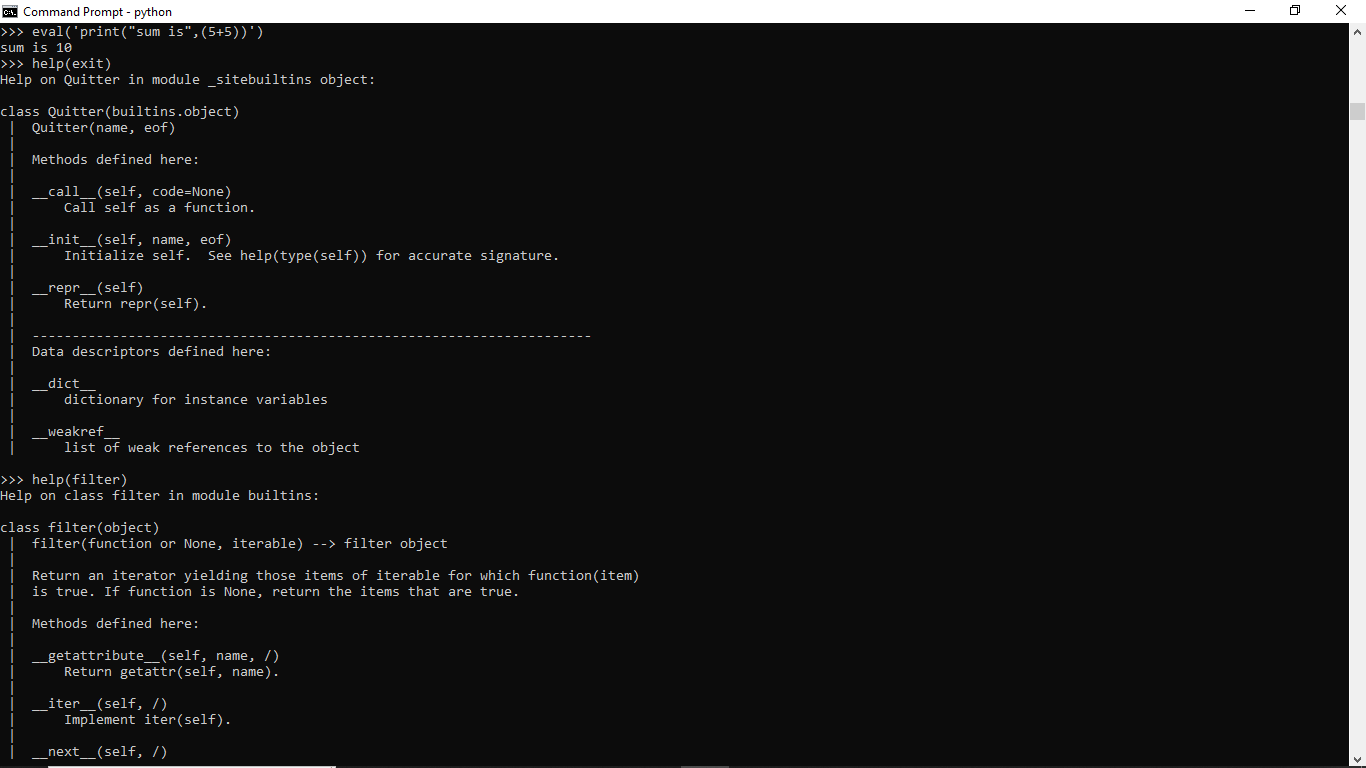 Command Prompt - python
>>> eval('print("sum is",(5+5))')
sum is 10
>>> help(exit)
Help on Quitter in module _sitebuiltins object:

class Quitter(builtins.object)
 |  Quitter(name, eof)
 |
 |  Methods defined here:
 |
 |  __call__(self, code=None)
 |      Call self as a function.
 |
 |  __init__(self, name, eof)
 |      Initialize self.  See help(type(self)) for accurate signature.
 |
 |  __repr__(self)
 |      Return repr(self).
 |
 |  ----------------------------------------------------------------------
 |  Data descriptors defined here:
 |
 |  __dict__
 |      dictionary for instance variables
 |
 |  __weakref__
 |      list of weak references to the object

>>> help(filter)
Help on class filter in module builtins:

class filter(object)
 |  filter(function or None, iterable) --> filter object
 |
 |  Return an iterator yielding those items of iterable for which function(item)
 |  is true. If function is None, return the items that are true.
 |
 |  Methods defined here:
 |
 |  __getattribute__(self, name, /)
 |      Return getattr(self, name).
 |
 |  __iter__(self, /)
 |      Implement iter(self).
 |
 |  __next__(self, /)